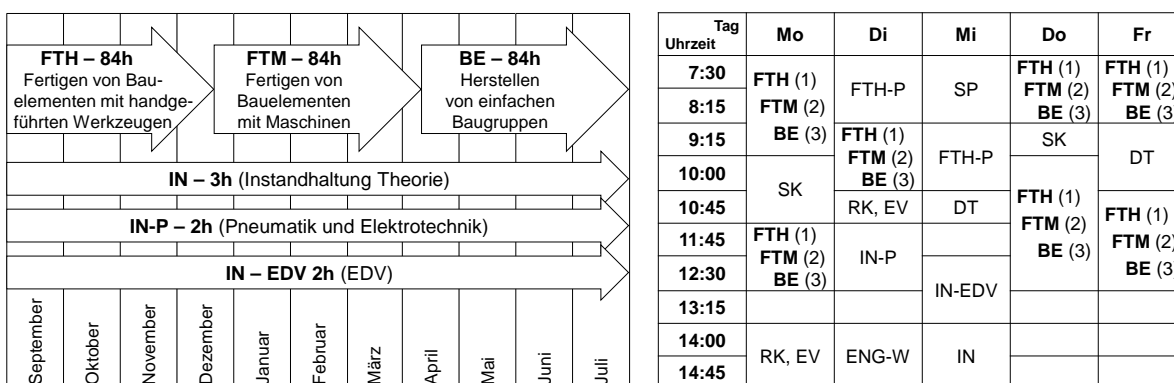 FTH – 84h
Fertigen von Bau-
elementen mit handge-
führten Werkzeugen
FTM – 84h
Fertigen von
Bauelementen
mit Maschinen
BE – 84h
Herstellen
von einfachen
Baugruppen
IN – 3h (Instandhaltung Theorie)
IN-P – 2h (Pneumatik und Elektrotechnik)
IN – EDV 2h (EDV)
September
Oktober
November
Dezember
Januar
Februar
März
April
Mai
Juni
Juli
Tag
Uhrzeit
Mo
Di
Mi
Do
Fr
7:30
8:15
9:15
10:00
10:45
11:45
12:30
13:15
14:00
14:45
FTH (1)
FTM (2)
BE (3)
SK
FTH (1)
FTM (2)
BE (3)
RK, EV
FTH-P
FTH (1)
FTM (2)
BE (3)
RK, EV
IN-P
ENG-W
SP
FTH-P
DT
IN-EDV
IN
FTH (1)
FTM (2)
BE (3)
SK
FTH (1)
FTM (2)
BE (3)
FTH (1)
FTM (2)
BE (3
DT
FTH (1)
FTM (2)
BE (3